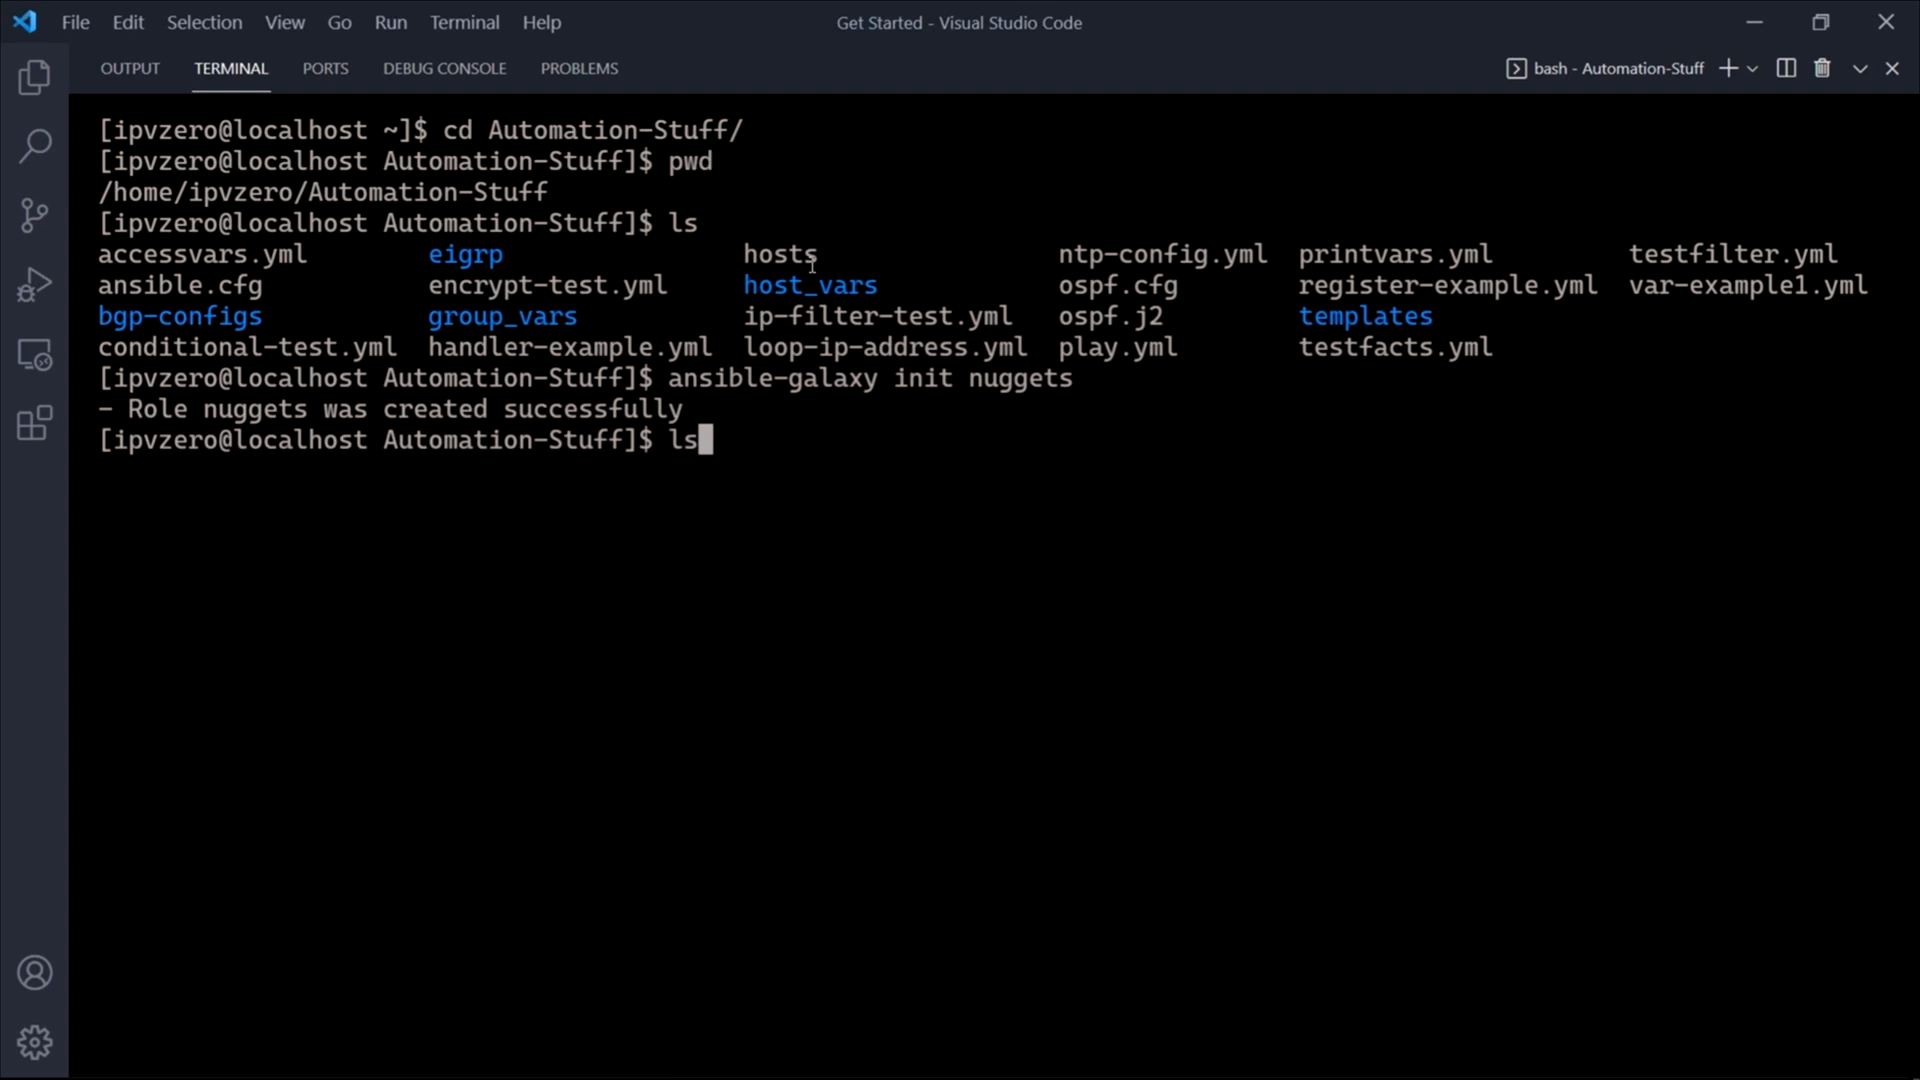 File Edit Selection View Go Run Terminal Help Get Started - Visual Studio Code
OUTPUT TERMINAL PORTS DEBUG CONSOLE PROBLEMS bash - Automation-Stuff
[ipvzero@localhost ~]$ cd Automation-Stuff/
[ipvzero@localhost Automation-Stuff]$ pwd
/home/ipvzero/Automation-Stuff
[ipvzero@localhost Automation-Stuff]$ ls
accessvars.yml eigrp hosts ntp-config.yml printvars.yml testfilter.yml
ansible.cfg encrypt-test.yml host_vars ospf.cfg register-example.yml var-example1.yml
bgp-configs group_vars ip-filter-test.yml ospf.j2 templates
conditional-test.yml handler-example.yml loop-ip-address.yml play.yml testfacts.yml
[ipvzero@localhost Automation-Stuff]$ ansible-galaxy init nuggets
- Role nuggets was created successfully
[ipvzero@localhost Automation-Stuff]$ ls